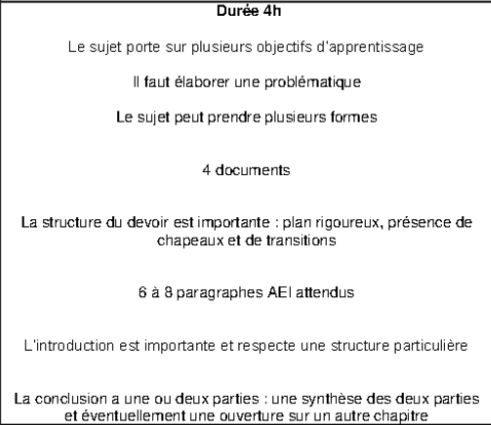 Durée 4h
Le sujet porte sur plusieurs objectifs d'apprentissage
Il faut élaborer une problématique
Le sujet peut prendre plusieurs formes
4 documents
La structure du devoir est importante : plan rigoureux, présence de
chapeaux et de transitions
6 à 8 paragraphes AEI attendus
L'introduction est importante et respecte une structure particulière
La conclusion a une ou deux parties : une synthèse des deux parties
et éventuellement une ouverture sur un autre chapitre